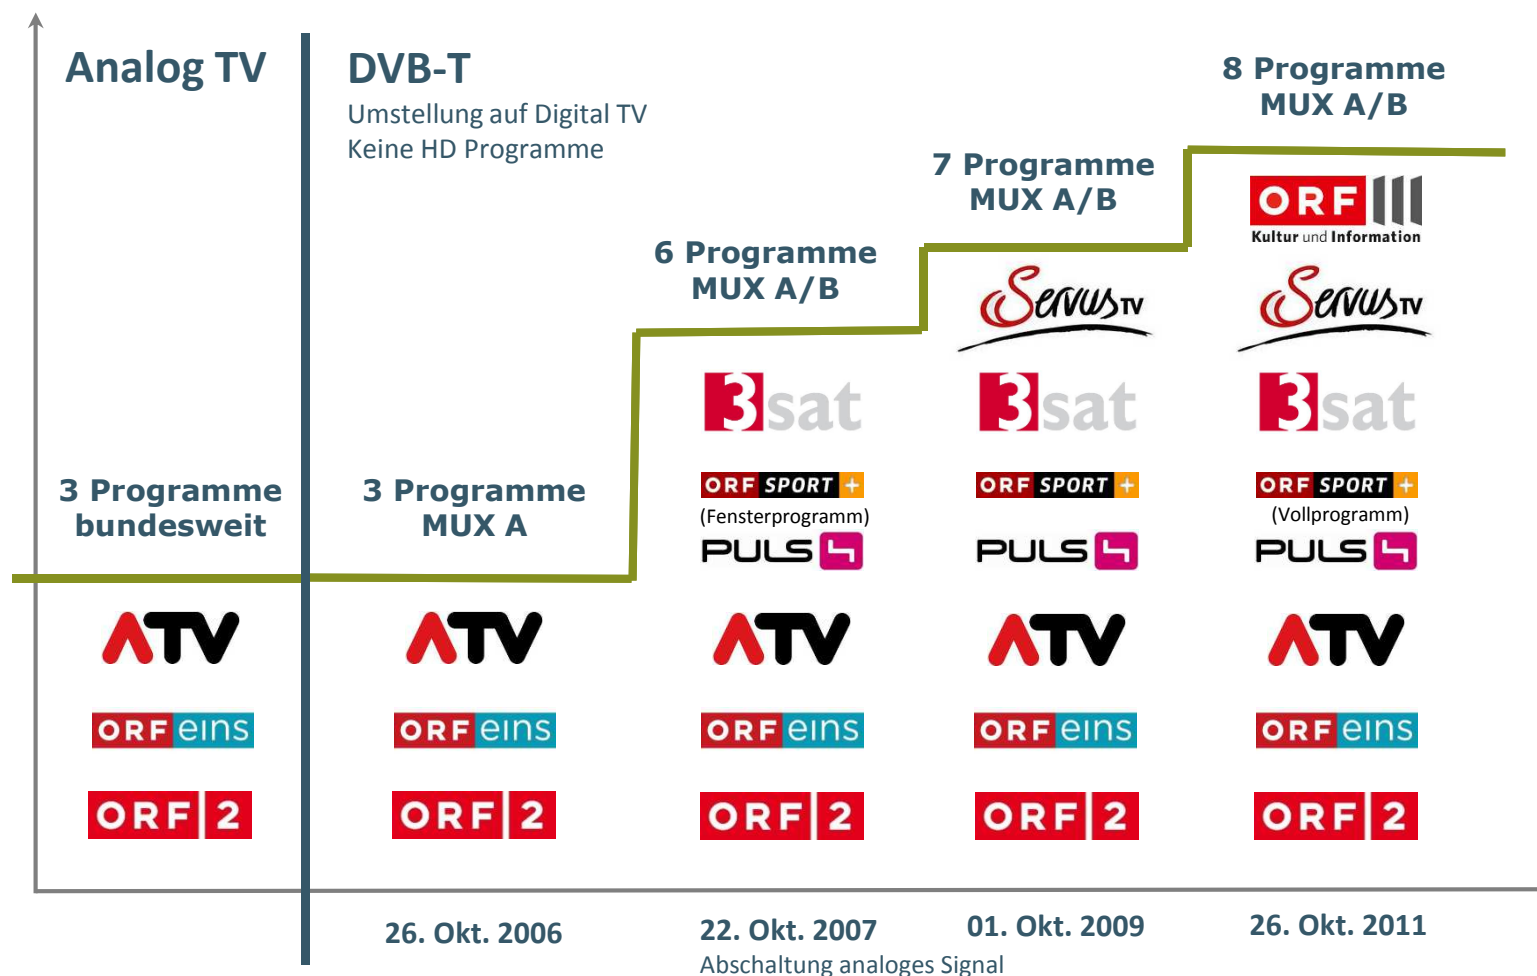 Analog TV
3 Programme
bundesweit
ATV
ORF eins
ORF 2
DVB-T
Umstellung auf Digital TV
Keine HD Programme
3 Programme
MUX A
ATV
ORF eins
ORF 2
26. Okt. 2006
6 Programme
MUX A/B
3sat
ORF SPORT +
(Fensterprogramm)
PULS 4
ATV
ORF eins
ORF 2
22. Okt. 2007
Abschaltung analoges Signal
7 Programme
MUX A/B
Servus TV
3sat
ORF SPORT +
PULS 4
ATV
ORF eins
ORF 2
01. Okt. 2009
8 Programme
MUX A/B
ORF III
Kultur und Information
Servus TV
3sat
ORF SPORT +
(Vollprogramm)
PULS 4
ATV
ORF eins
ORF 2
26. Okt. 2011